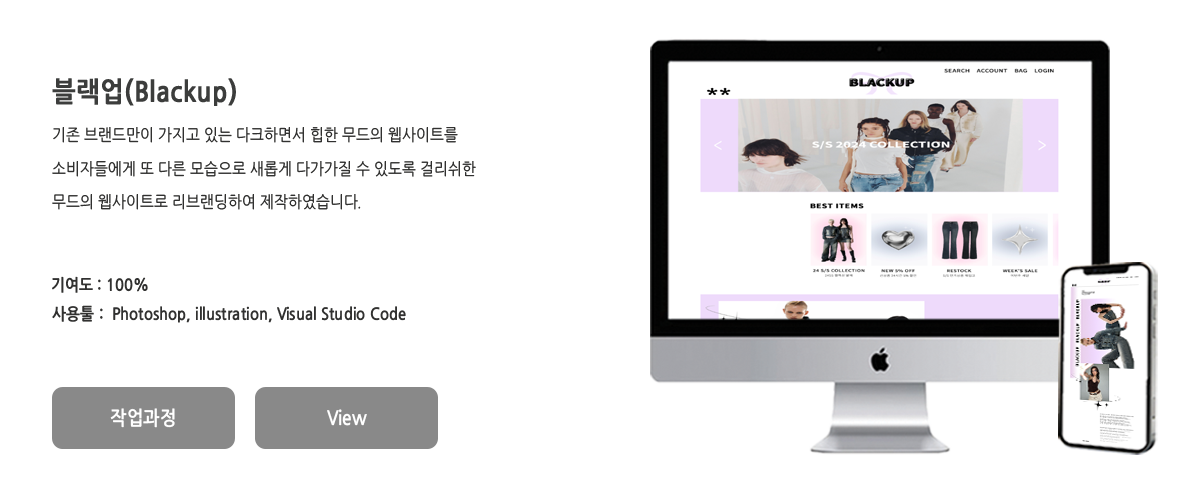 블랙업(Blackup)
기존 브랜드만이 가지고 있는 다크하면서 힙한 무드의 웹사이트를
소비자들에게 또 다른 모습으로 새롭게 다가가질 수 있도록 걸리쉬한
무드의 웹사이트로 리브랜딩하여 제작하였습니다.
기여도 : 100%
사용툴 : Photoshop, illustration, Visual Studio Code
작업과정
View
SEARCH ACCOUNT BAG LOGIN
BLACKUP
**
< S/S 2024 COLLECTION >
BEST ITEMS
24 S/S COLLECTION
NEW 5% OFF
RESTOCK
WEEK'S SALE
BLACKUP BLACKUP BLACKUP